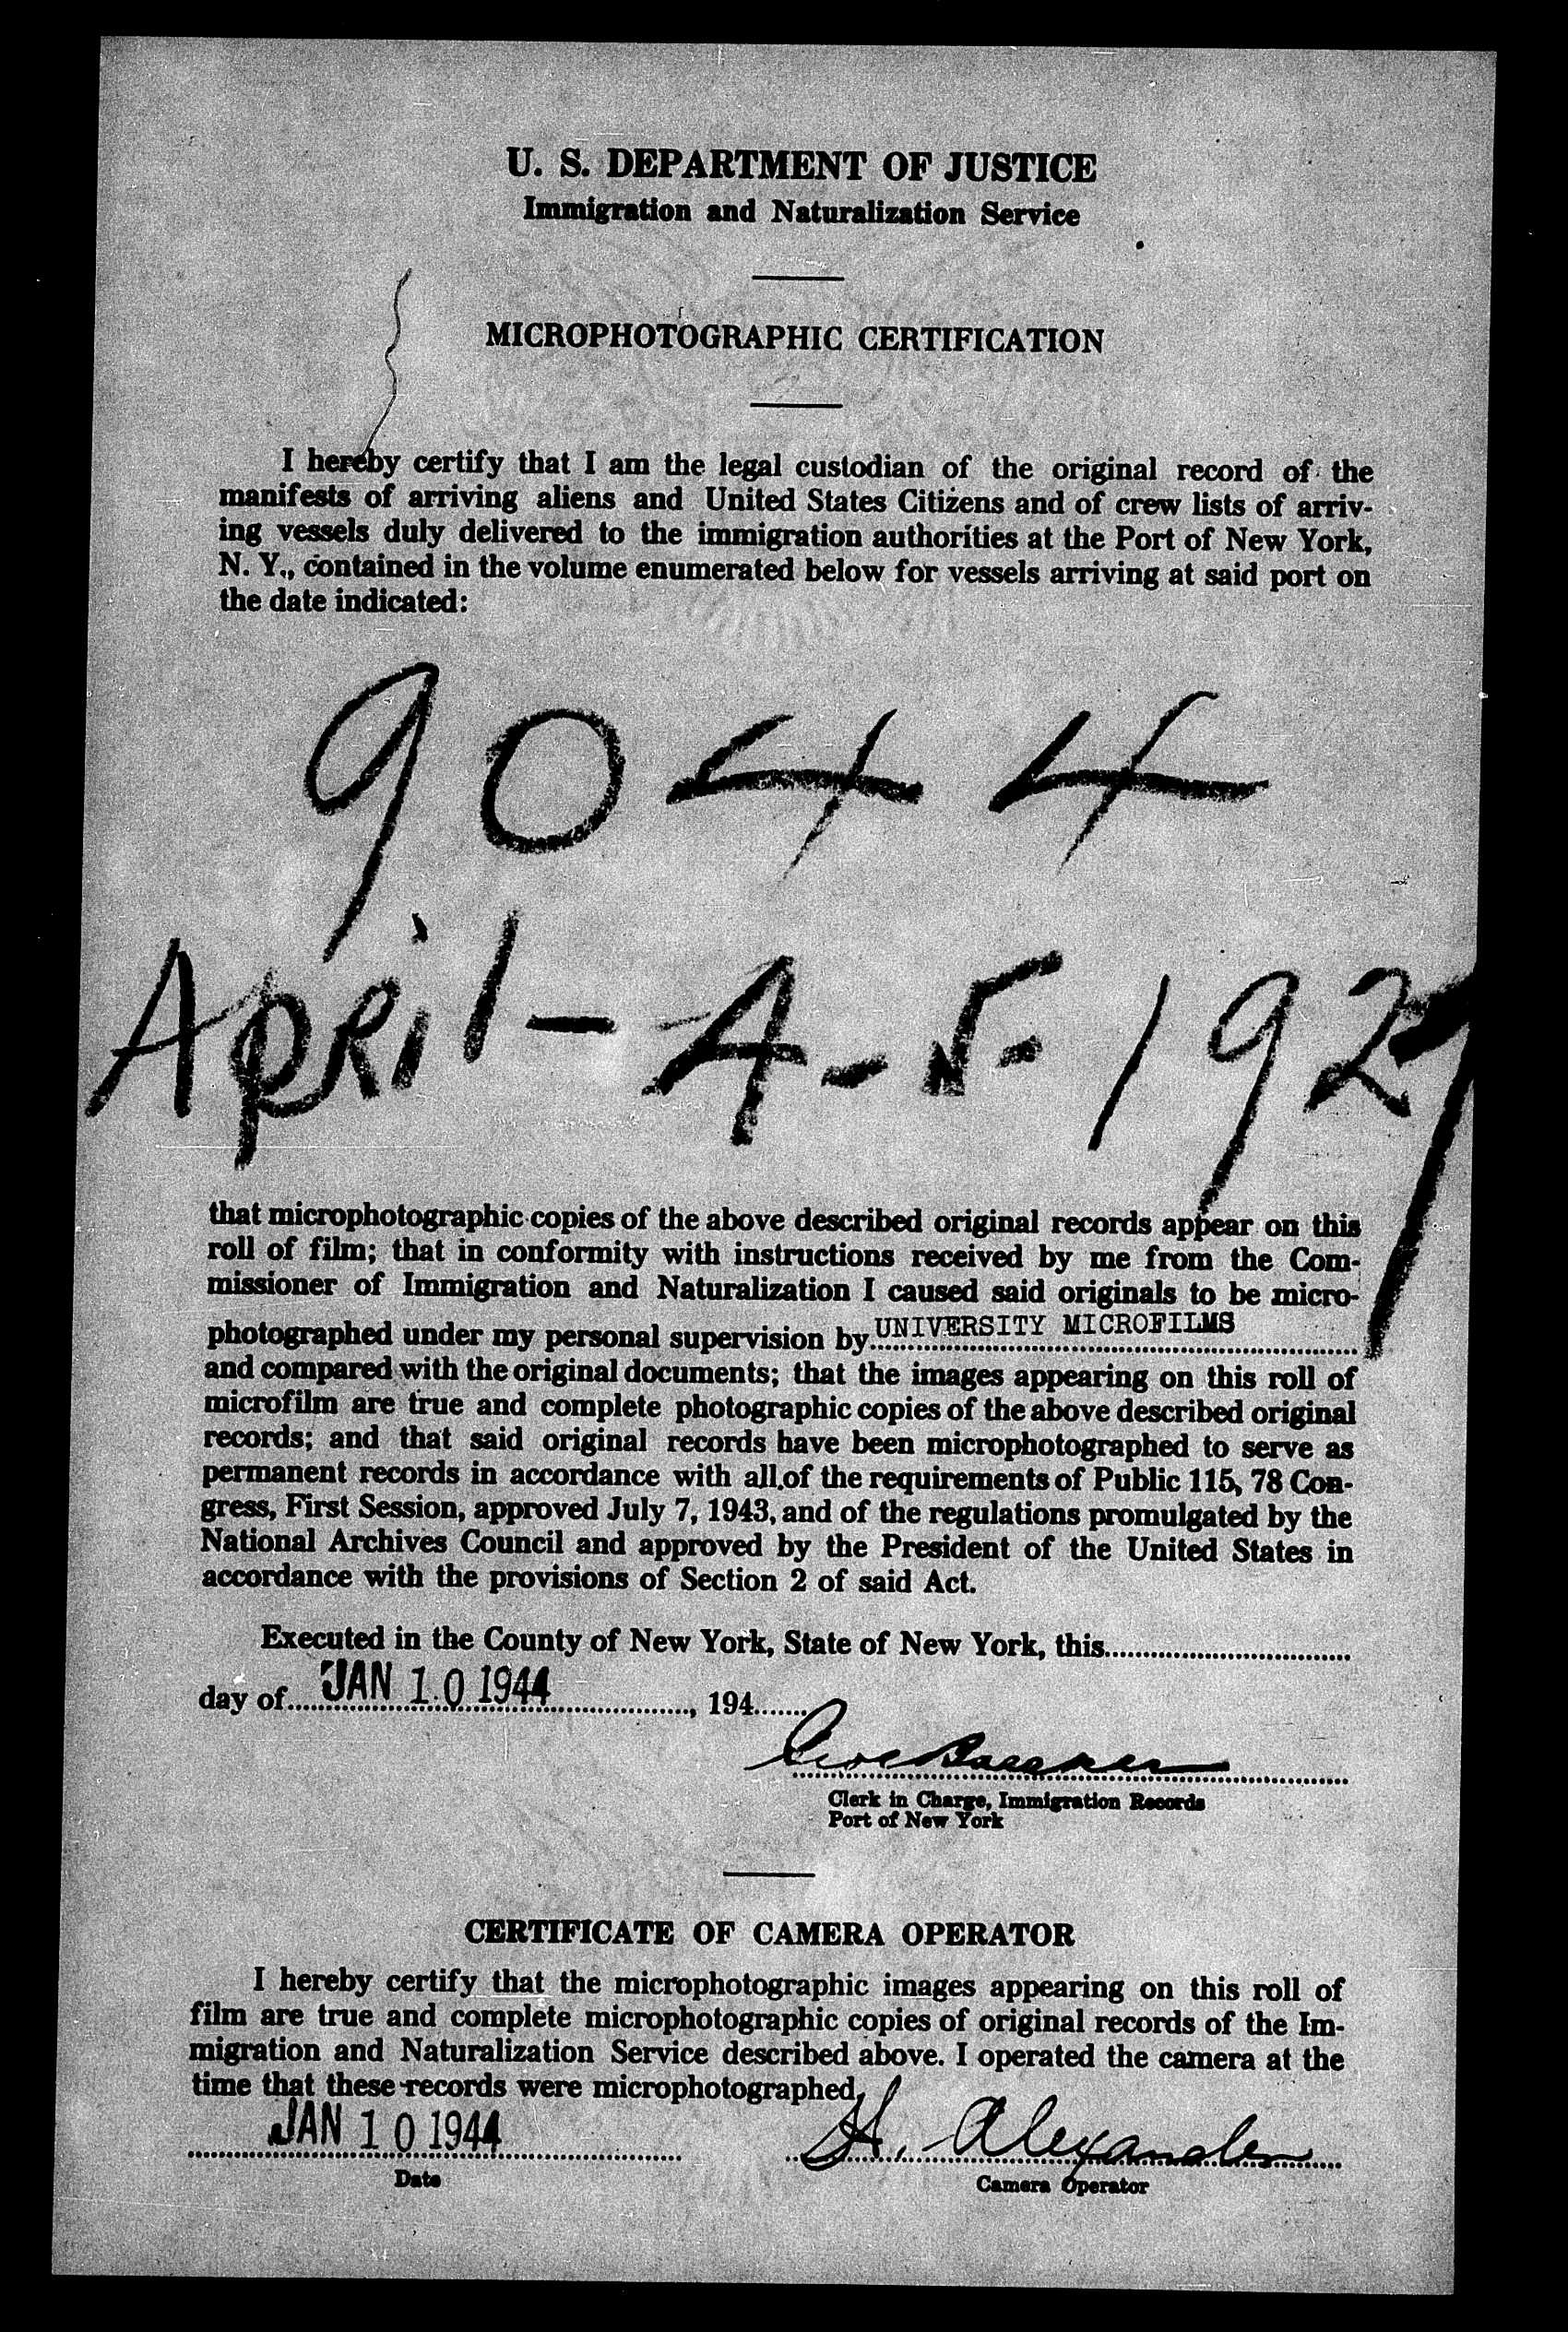 U. S. DEPARTMENT OF JUSTICE
Immigration and Naturalization Service
MICROPHOTOGRAPHIC CERTIFICATION
I hereby certify that I am the legal custodian of the original record of the
manifests of arriving aliens and United States Citizens and of crew lists of arriv-
ing vessels duly delivered to the immigration authorities at the Port of New York,
N. Y., contained in the volume enumerated below for vessels arriving at said port on
the date indicated:
9044
April - 4 - 5 - 1927
that microphotographic copies of the above described original records appear on this
roll of film; that in conformity with instructions received by me from the Com-
missioner of Immigration and Naturalization I caused said originals to be micro-
photographed under my personal supervision by UNIVERSITY MICROFILMS
and compared with the original documents; that the images appearing on this roll of
microfilm are true and complete photographic copies of the above described original
records; and that said original records have been microphotographed to serve as
permanent records in accordance with all of the requirements of Public 115, 78 Con-
gress, First Session, approved July 7, 1943, and of the regulations promulgated by the
National Archives Council and approved by the President of the United States in
accordance with the provisions of Section 2 of said Act.
Executed in the County of New York, State of New York, this
day of JAN 10 1944, 194
Clerk in Charge, Immigration Records
Port of New York
CERTIFICATE OF CAMERA OPERATOR
I hereby certify that the microphotographic images appearing on this roll of
film are true and complete microphotographic copies of original records of the Im-
migration and Naturalization Service described above. I operated the camera at the
time that these records were microphotographed.
JAN 10 1944 H. Alexander
Date Camera Operator